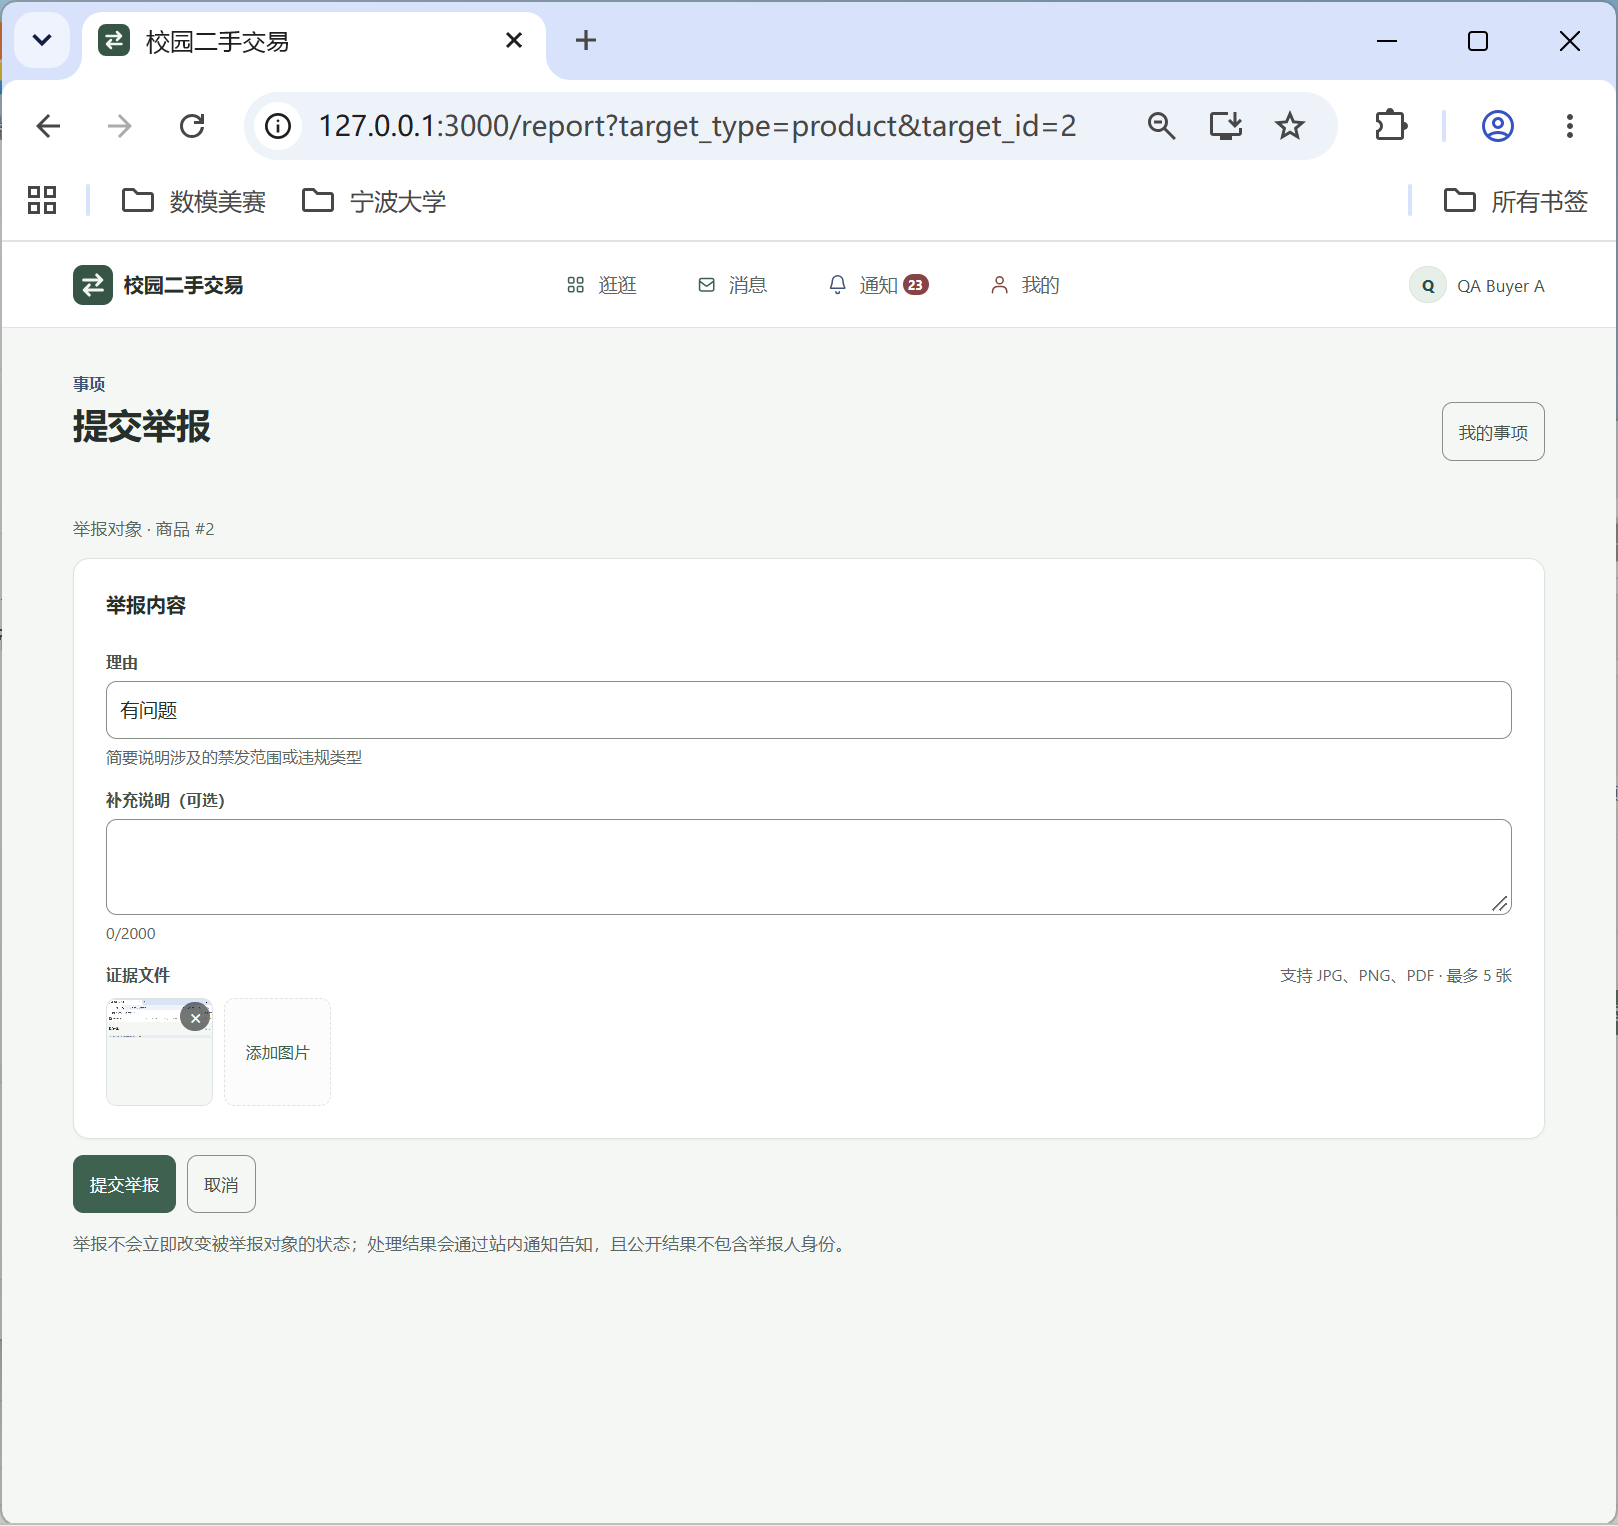 校园二手交易
127.0.0.1:3000/report?target_type=product&target_id=2
数模美赛
宁波大学
所有书签
校园二手交易
逛逛
消息
通知 23
我的
Q
QA Buyer A
事项
提交举报
我的事项
举报对象 · 商品 #2
举报内容
理由
有问题
简要说明涉及的禁发范围或违规类型
补充说明（可选）
0/2000
证据文件
支持 JPG、PNG、PDF · 最多 5 张
添加图片
提交举报
取消
举报不会立即改变被举报对象的状态；处理结果会通过站内通知告知，且公开结果不包含举报人身份。